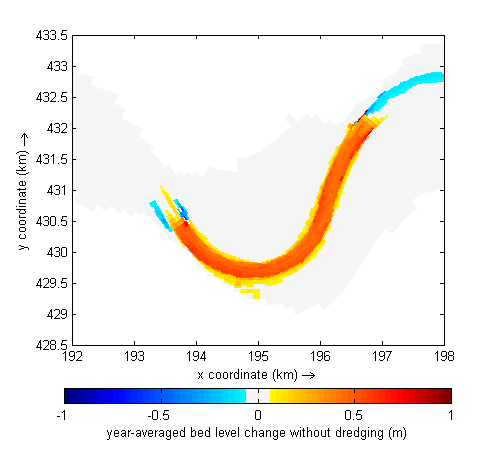 433.5
433
432.5
432
431.5
431
430.5
430
429.5
429
428.5
y coordinate (km) →
192 193 194 195 196 197 198
x coordinate (km) →
-1 -0.5 0 0.5 1
year-averaged bed level change without dredging (m)